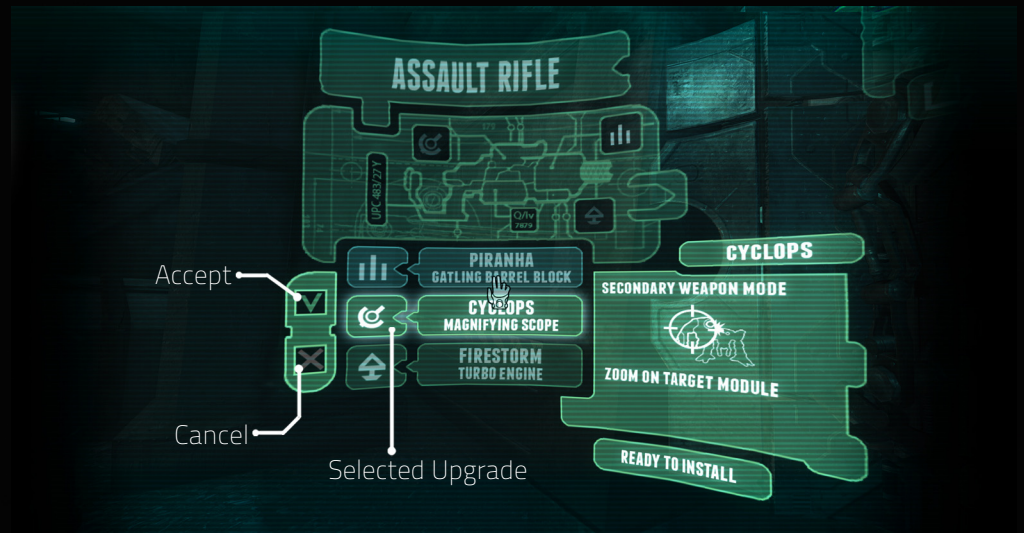 ASSAULT RIFLE
UPC 483/27Y
Q/lv
7879
PIRANHA
GATLING BARREL BLOCK
CYCLOPS
MAGNIFYING SCOPE
FIRESTORM
TURBO ENGINE
CYCLOPS
SECONDARY WEAPON MODE
ZOOM ON TARGET MODULE
READY TO INSTALL
Accept
Cancel
Selected Upgrade